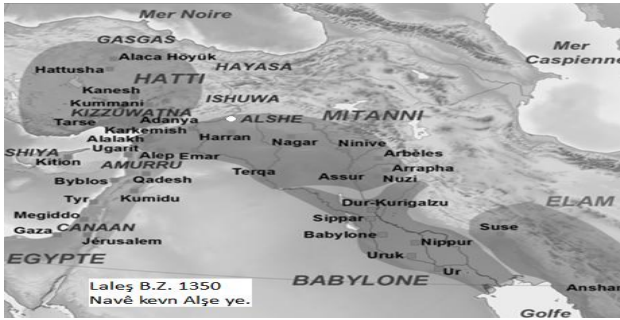 Mer Noire
GASGAS
Alaca Hoyük
Mer
Caspienne
Hattusha
HATTI
HAYASA
Kanesh
ISHUWA
Kummani
KIZZUWATNA
Tarse
Adanya
ALSHE
MITANNI
Karkemish
Harran
Nagar
Ninive
Alalakh
Ugarit
SHIYA
Alep
Emar
Arbèles
Kition
AMURRU
Terqa
Assur
Arrapha
Nuzi
Byblos
Qadesh
Tyr
Kumidu
Dur-Kurigalzu
ELAM
Megiddo
Sippar
Suse
Gaza
CANAAN
Babylone
Nippur
Jérusalem
Uruk
EGYPTE
Ur
BABYLONE
Anshan
Laleş B.Z. 1350
Navê kevn Alşe ye.
Golfe